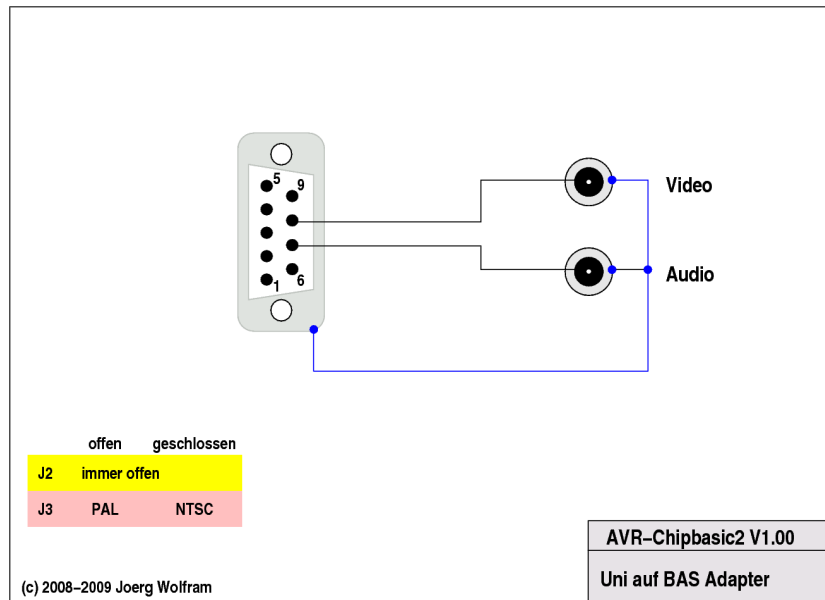 5
9
Video
1
6
Audio
offen geschlossen
J2 immer offen
J3 PAL NTSC
AVR-Chipbasic2 V1.00
Uni auf BAS Adapter
(c) 2008-2009 Joerg Wolfram